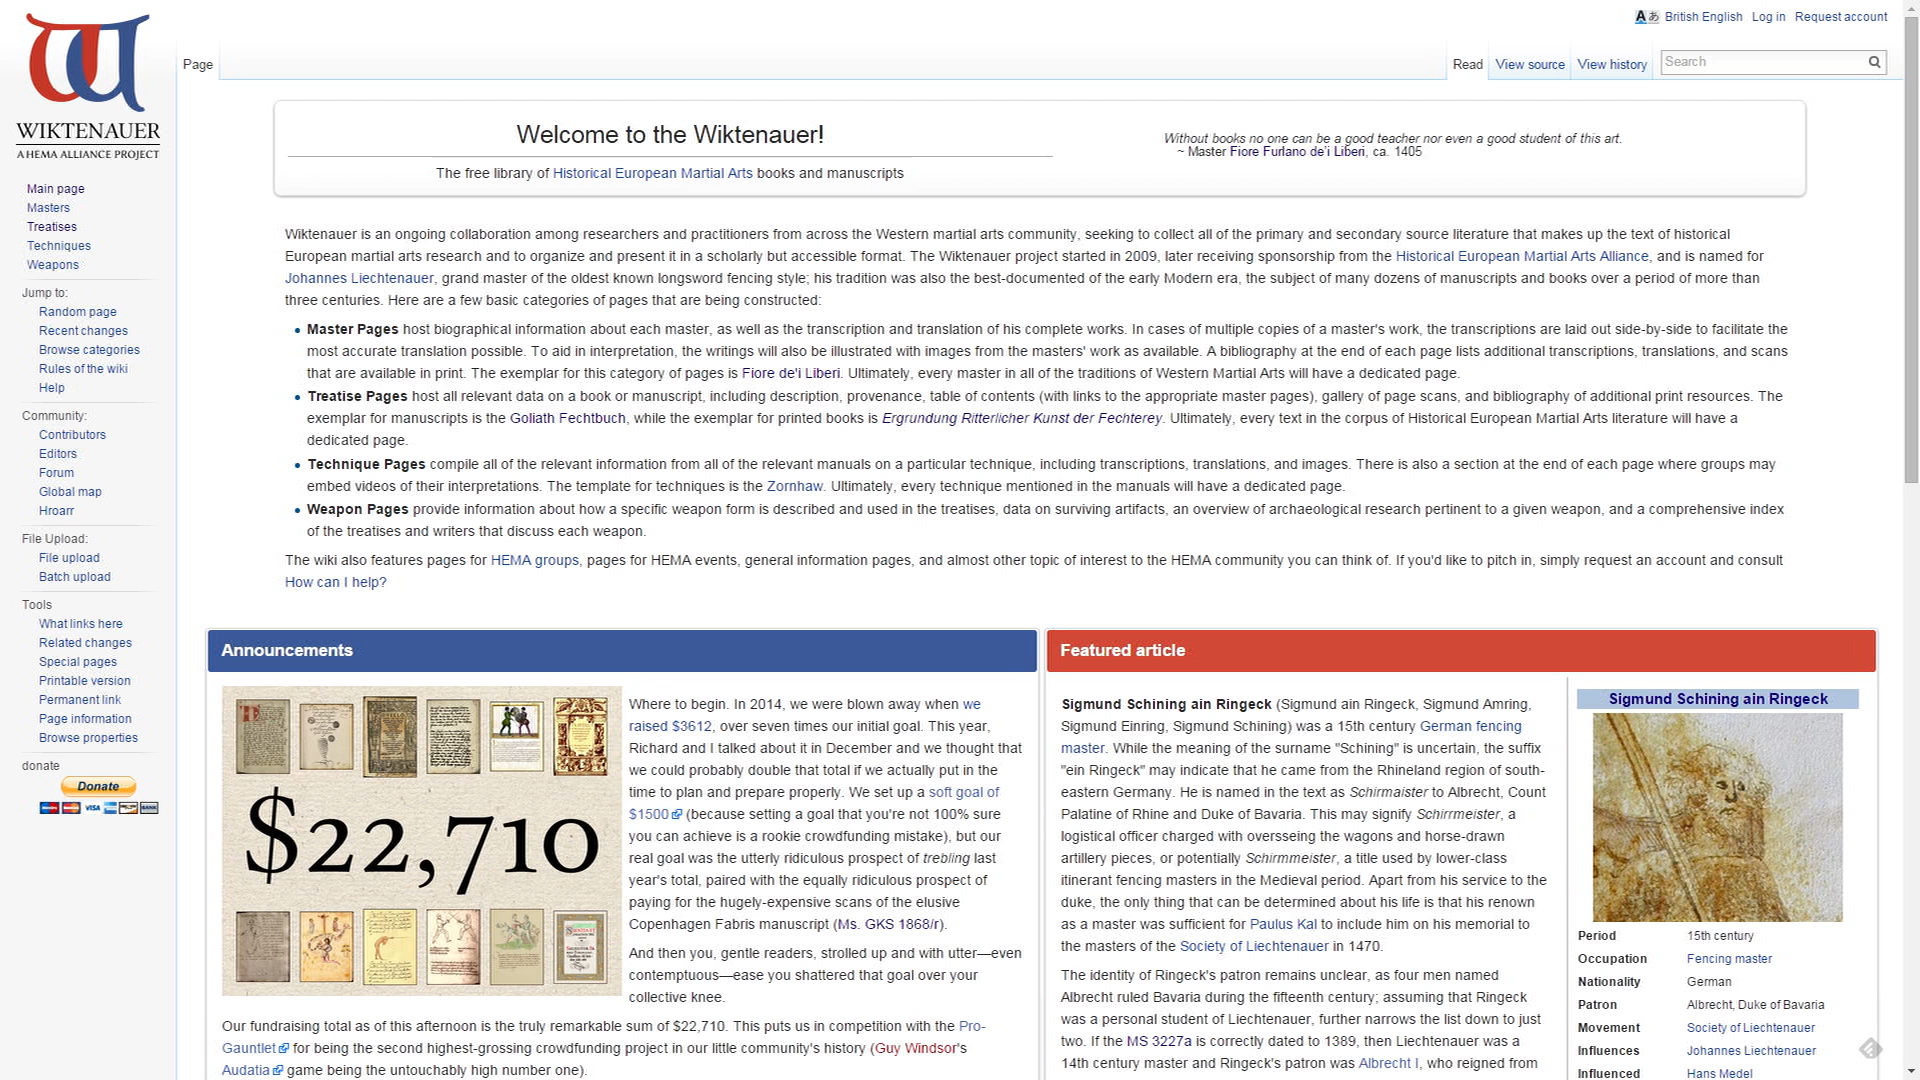 British English Log in Request account
WIKTENAUER
A HEMA ALLIANCE PROJECT
Page
Read View source View history Search
Main page
Masters
Treatises
Techniques
Weapons
Jump to:
Random page
Recent changes
Browse categories
Rules of the wiki
Help
Community:
Contributors
Editors
Forum
Global map
Hroarr
File Upload:
File upload
Batch upload
Tools
What links here
Related changes
Special pages
Printable version
Permanent link
Page information
Browse properties
donate
Donate
Welcome to the Wiktenauer!
The free library of Historical European Martial Arts books and manuscripts
Without books no one can be a good teacher nor even a good student of this art.
~ Master Fiore Furlano de'i Liberi, ca. 1405
Wiktenauer is an ongoing collaboration among researchers and practitioners from across the Western martial arts community, seeking to collect all of the primary and secondary source literature that makes up the text of historical
European martial arts research and to organize and present it in a scholarly but accessible format. The Wiktenauer project started in 2009, later receiving sponsorship from the Historical European Martial Arts Alliance, and is named for
Johannes Liechtenauer, grand master of the oldest known longsword fencing style; his tradition was also the best-documented of the early Modern era, the subject of many dozens of manuscripts and books over a period of more than
three centuries. Here are a few basic categories of pages that are being constructed:
• Master Pages host biographical information about each master, as well as the transcription and translation of his complete works. In cases of multiple copies of a master's work, the transcriptions are laid out side-by-side to facilitate the
most accurate translation possible. To aid in interpretation, the writings will also be illustrated with images from the masters' work as available. A bibliography at the end of each page lists additional transcriptions, translations, and scans
that are available in print. The exemplar for this category of pages is Fiore de'i Liberi. Ultimately, every master in all of the traditions of Western Martial Arts will have a dedicated page.
• Treatise Pages host all relevant data on a book or manuscript, including description, provenance, table of contents (with links to the appropriate master pages), gallery of page scans, and bibliography of additional print resources. The
exemplar for manuscripts is the Goliath Fechtbuch, while the exemplar for printed books is Ergrundung Ritterlicher Kunst der Fechterey. Ultimately, every text in the corpus of Historical European Martial Arts literature will have a
dedicated page.
• Technique Pages compile all of the relevant information from all of the relevant manuals on a particular technique, including transcriptions, translations, and images. There is also a section at the end of each page where groups may
embed videos of their interpretations. The template for techniques is the Zornhaw. Ultimately, every technique mentioned in the manuals will have a dedicated page.
• Weapon Pages provide information about how a specific weapon form is described and used in the treatises, data on surviving artifacts, an overview of archaeological research pertinent to a given weapon, and a comprehensive index
of the treatises and writers that discuss each weapon.
The wiki also features pages for HEMA groups, pages for HEMA events, general information pages, and almost other topic of interest to the HEMA community you can think of. If you'd like to pitch in, simply request an account and consult
How can I help?
Announcements
$22,710
Where to begin. In 2014, we were blown away when we
raised $3612, over seven times our initial goal. This year,
Richard and I talked about it in December and we thought that
we could probably double that total if we actually put in the
time to plan and prepare properly. We set up a soft goal of
$1500 (because setting a goal that you're not 100% sure
you can achieve is a rookie crowdfunding mistake), but our
real goal was the utterly ridiculous prospect of trebling last
year's total, paired with the equally ridiculous prospect of
paying for the hugely-expensive scans of the elusive
Copenhagen Fabris manuscript (Ms. GKS 1868/r).
And then you, gentle readers, strolled up and with utter—even
contemptuous—ease you shattered that goal over your
collective knee.
Our fundraising total as of this afternoon is the truly remarkable sum of $22,710. This puts us in competition with the Pro-
Gauntlet for being the second highest-grossing crowdfunding project in our little community's history (Guy Windsor's
Audatia game being the untouchably high number one).
Featured article
Sigmund Schining ain Ringeck (Sigmund ain Ringeck, Sigmund Amring,
Sigmund Einring, Sigmund Schining) was a 15th century German fencing
master. While the meaning of the surname "Schining" is uncertain, the suffix
"ein Ringeck" may indicate that he came from the Rhineland region of south-
eastern Germany. He is named in the text as Schirmaister to Albrecht, Count
Palatine of Rhine and Duke of Bavaria. This may signify Schirrmeister, a
logistical officer charged with oversseing the wagons and horse-drawn
artillery pieces, or potentially Schirmmeister, a title used by lower-class
itinerant fencing masters in the Medieval period. Apart from his service to the
duke, the only thing that can be determined about his life is that his renown
as a master was sufficient for Paulus Kal to include him on his memorial to
the masters of the Society of Liechtenauer in 1470.
The identity of Ringeck's patron remains unclear, as four men named
Albrecht ruled Bavaria during the fifteenth century; assuming that Ringeck
was a personal student of Liechtenauer, further narrows the list down to just
two. If the MS 3227a is correctly dated to 1389, then Liechtenauer was a
14th century master and Ringeck's patron was Albrecht I, who reigned from
Sigmund Schining ain Ringeck
Period 15th century
Occupation Fencing master
Nationality German
Patron Albrecht, Duke of Bavaria
Movement Society of Liechtenauer
Influences Johannes Liechtenauer
Influenced Hans Medel